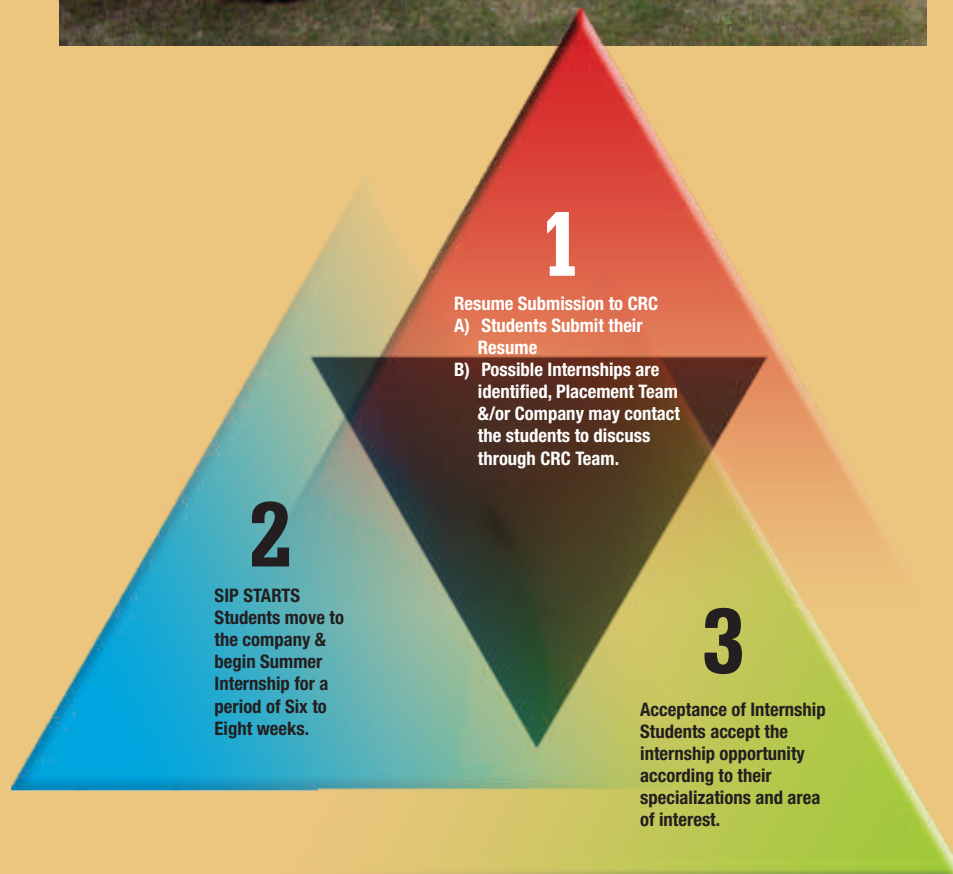 1
Resume Submission to CRC
A) Students Submit their
Resume
B) Possible Internships are
identified, Placement Team
&/or Company may contact
the students to discuss
through CRC Team.
2
SIP STARTS
Students move to
the company &
begin Summer
Internship for a
period of Six to
Eight weeks.
3
Acceptance of Internship
Students accept the
internship opportunity
according to their
specializations and area
of interest.